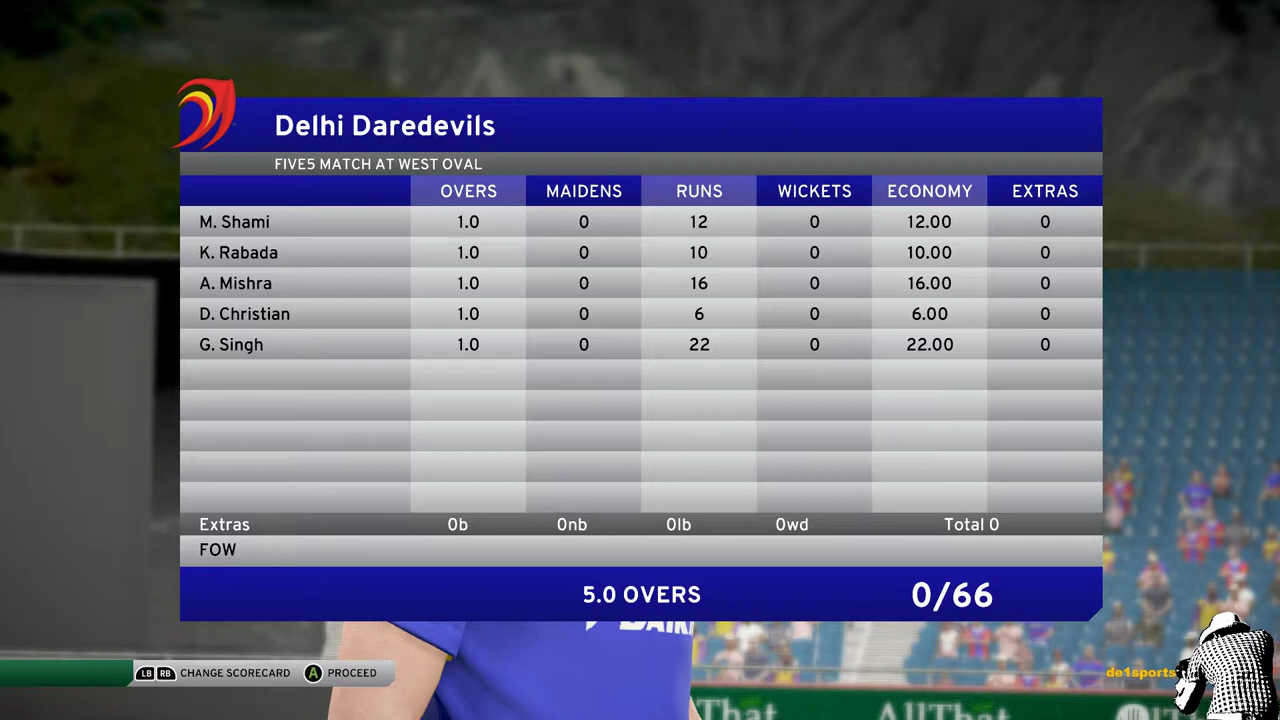 Delhi Daredevils
FIVE5 MATCH AT WEST OVAL
OVERS MAIDENS RUNS WICKETS ECONOMY EXTRAS
M. Shami 1.0 0 12 0 12.00 0
K. Rabada 1.0 0 10 0 10.00 0
A. Mishra 1.0 0 16 0 16.00 0
D. Christian 1.0 0 6 0 6.00 0
G. Singh 1.0 0 22 0 22.00 0
Extras 0b 0nb 0lb 0wd Total 0
FOW
5.0 OVERS 0/66
LB RB CHANGE SCORECARD A PROCEED
de1sports
AllThat